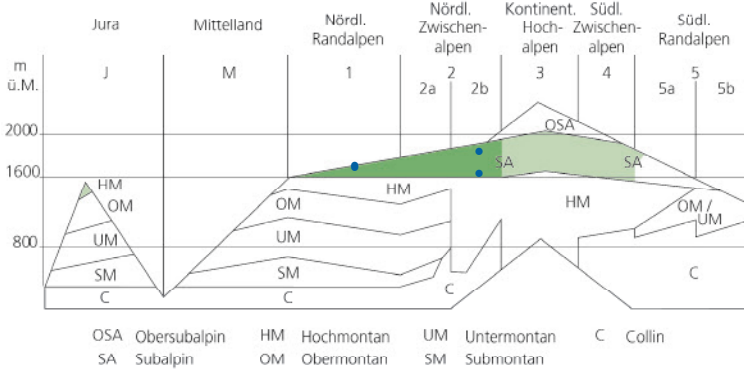 Jura
Mittelland
Nördl.
Randalpen
Nördl.
Zwischen-
alpen
Kontinent.
Hoch-
alpen
Südl.
Zwischen-
alpen
Südl.
Randalpen
m
ü.M.
J
M
1
2
3
4
5
2a
2b
5a
5b
2000
OSA
SA
SA
1600
HM
HM
OM
OM
HM
OM /
UM
UM
UM
800
SM
SM
C
C
C
C
OSA Obersubalpin HM Hochmontan UM Untermontan C Collin
SA Subalpin OM Obermontan SM Submontan